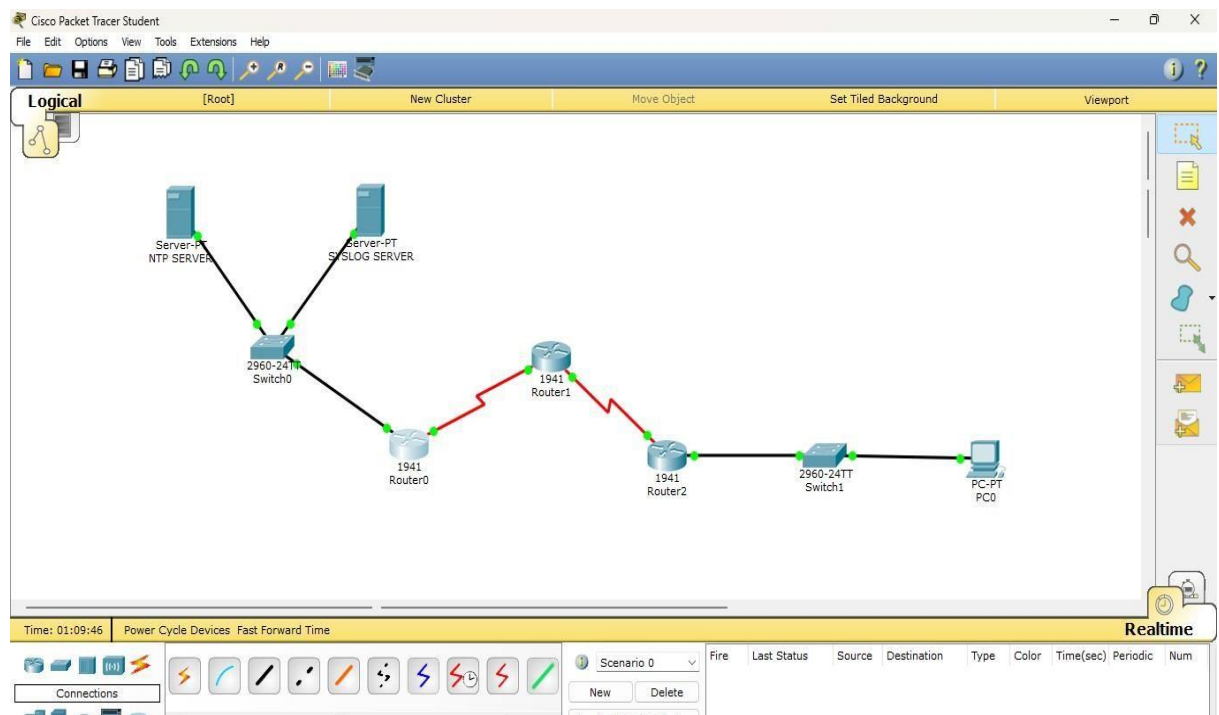 Cisco Packet Tracer Student
File Edit Options View Tools Extensions Help
Logical [Root] New Cluster Move Object Set Tiled Background Viewport
Server-PT
NTP SERVER
Server-PT
SYSLOG SERVER
2960-24TT
Switch0
1941
Router1
1941
Router0
1941
Router2
2960-24TT
Switch1
PC-PT
PC0
Time: 01:09:46 Power Cycle Devices Fast Forward Time Realtime
Scenario 0
Fire Last Status Source Destination Type Color Time(sec) Periodic Num
Connections
New Delete